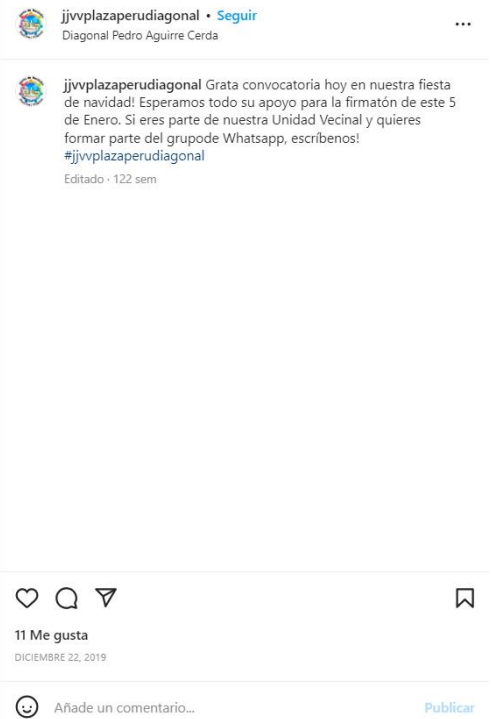 jjvvplazaperudiagonal • Seguir
Diagonal Pedro Aguirre Cerda
jjvvplazaperudiagonal Grata convocatoria hoy en nuestra fiesta
de navidad! Esperamos todo su apoyo para la firmatón de este 5
de Enero. Si eres parte de nuestra Unidad Vecinal y quieres
formar parte del grupode Whatsapp, escríbenos!
#jjvvplazaperudiagonal
Editado · 122 sem
11 Me gusta
DICIEMBRE 22, 2019
Añade un comentario...
Publicar